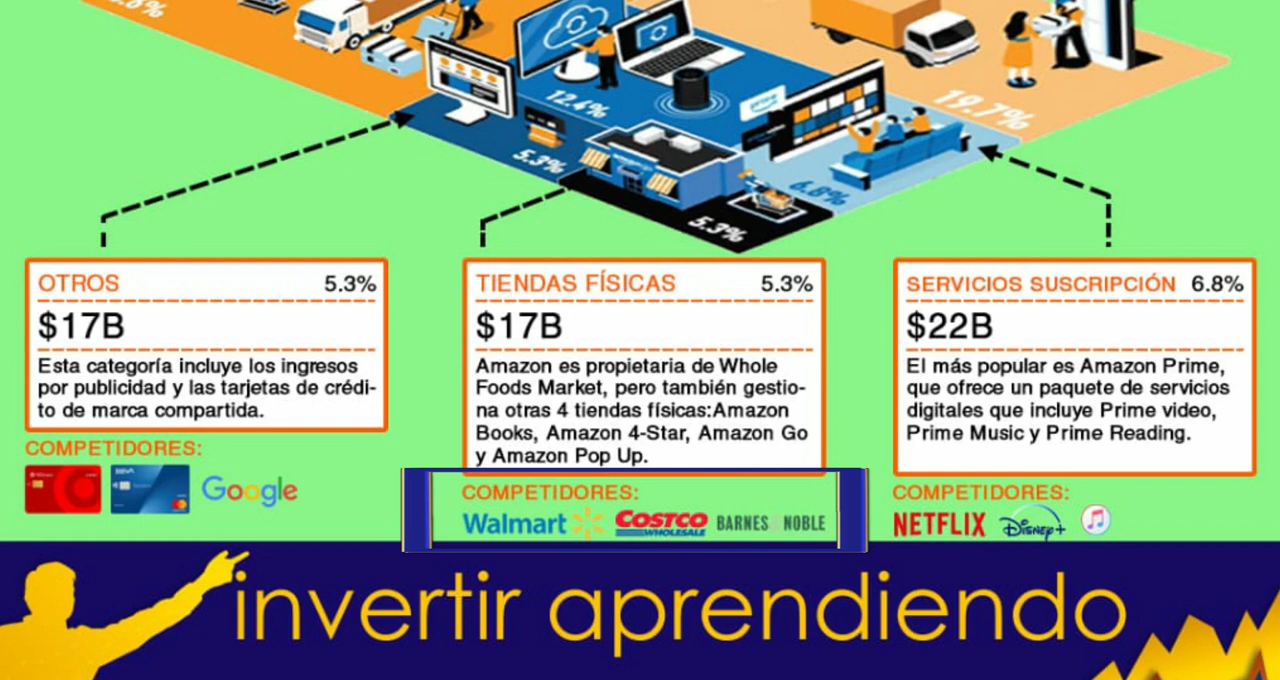 12.4%
prime
19.7%
5.3%
6.8%
5.3%
OTROS 5.3%
$17B
Esta categoría incluye los ingresos
por publicidad y las tarjetas de crédi-
to de marca compartida.
COMPETIDORES:
BBVA
Google
TIENDAS FÍSICAS 5.3%
$17B
Amazon es propietaria de Whole
Foods Market, pero también gestio-
na otras 4 tiendas físicas:Amazon
Books, Amazon 4-Star, Amazon Go
y Amazon Pop Up.
COMPETIDORES:
Walmart COSTCO WHOLESALE BARNES & NOBLE
SERVICIOS SUSCRIPCIÓN 6.8%
$22B
El más popular es Amazon Prime,
que ofrece un paquete de servicios
digitales que incluye Prime video,
Prime Music y Prime Reading.
COMPETIDORES:
NETFLIX Disney+
invertir aprendiendo